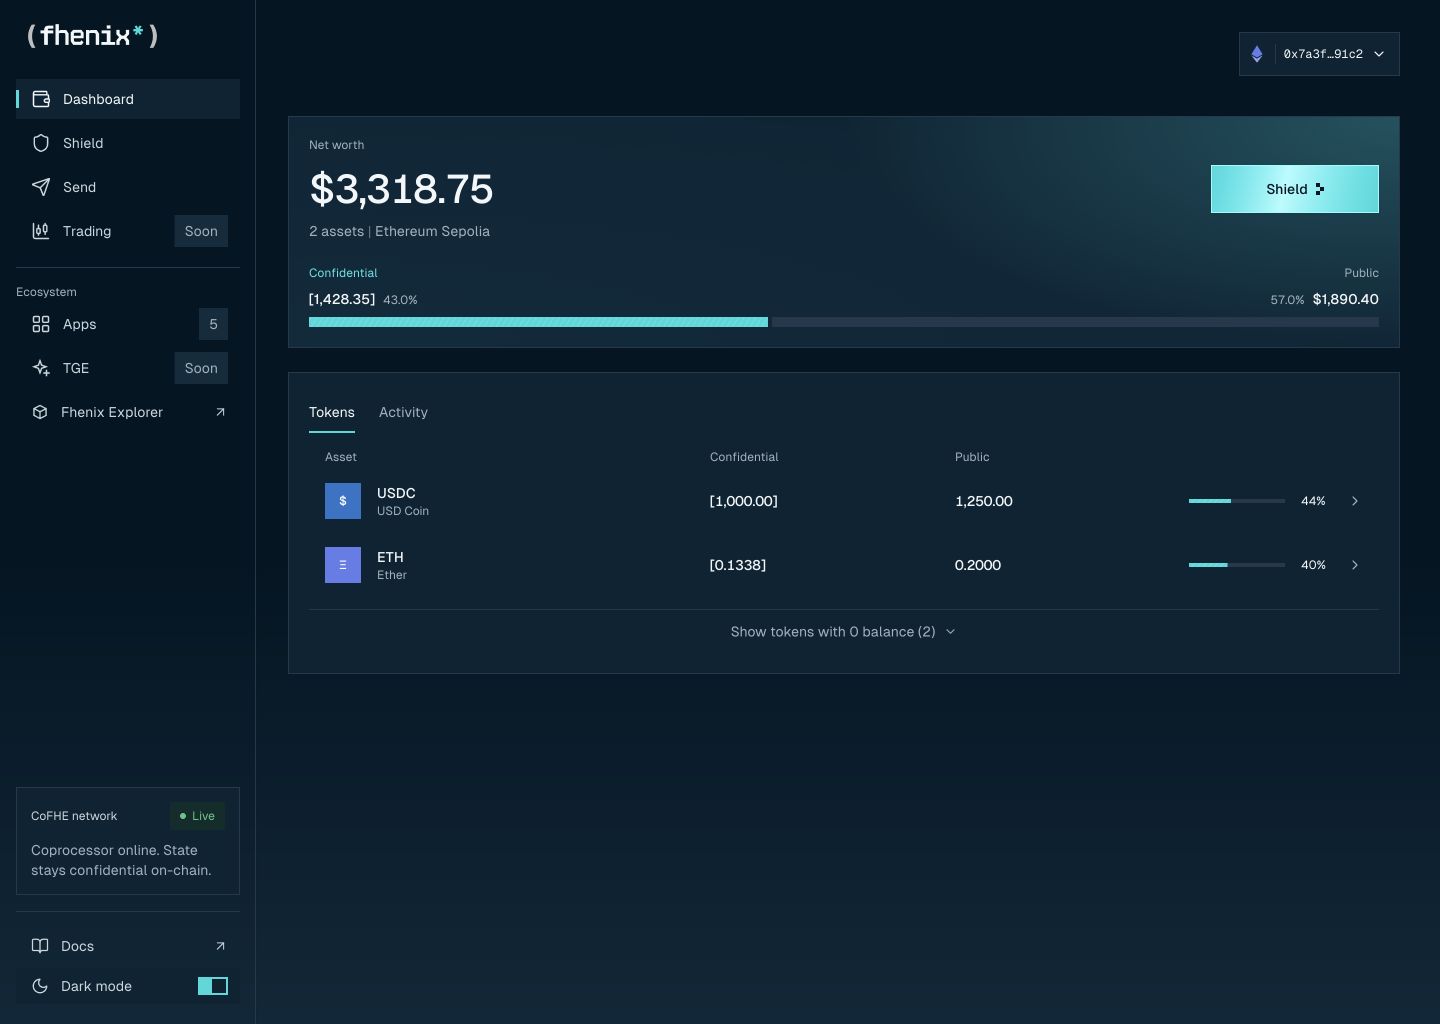 (fhenix*)
0x7a3f…91c2
Dashboard
Shield
Send
Trading Soon
Ecosystem
Apps 5
TGE Soon
Fhenix Explorer
CoFHE network Live
Coprocessor online. State
stays confidential on-chain.
Docs
Dark mode
Net worth
$3,318.75
Shield
2 assets | Ethereum Sepolia
Confidential Public
[1,428.35] 43.0% 57.0% $1,890.40
Tokens Activity
Asset Confidential Public
$ USDC
USD Coin
[1,000.00] 1,250.00 44%
Ξ ETH
Ether
[0.1338] 0.2000 40%
Show tokens with 0 balance (2)